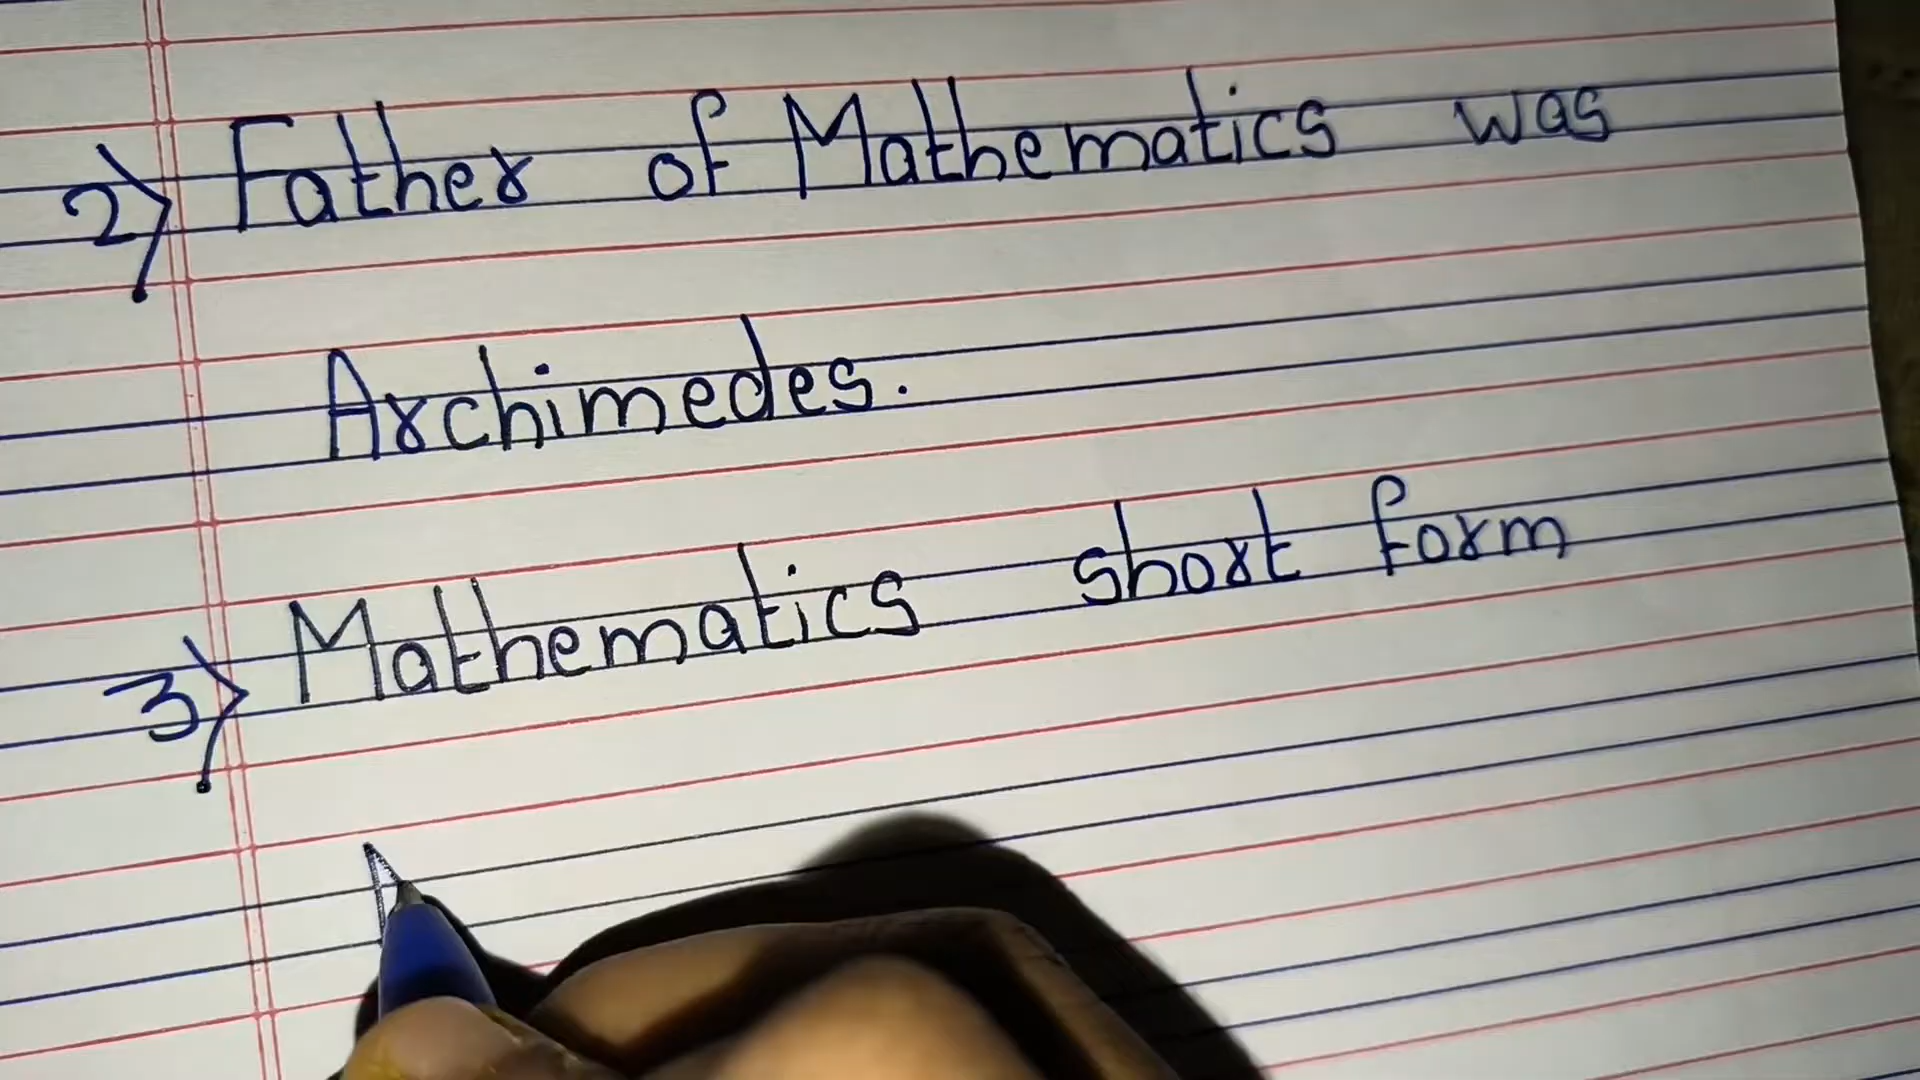 2) Father of Mathematics was
Archimedes.
3) Mathematics short form